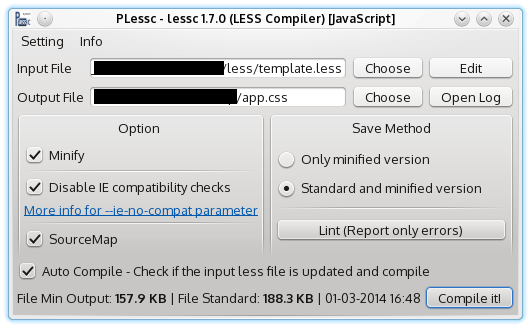 PLessc - lessc 1.7.0 (LESS Compiler) [JavaScript]
Setting Info
Input File /less/template.less Choose Edit
Output File /app.css Choose Open Log
Option
Minify
Disable IE compatibility checks
More info for --ie-no-compat parameter
SourceMap
Save Method
Only minified version
Standard and minified version
Lint (Report only errors)
Auto Compile - Check if the input less file is updated and compile
File Min Output: 157.9 KB | File Standard: 188.3 KB | 01-03-2014 16:48 Compile it!